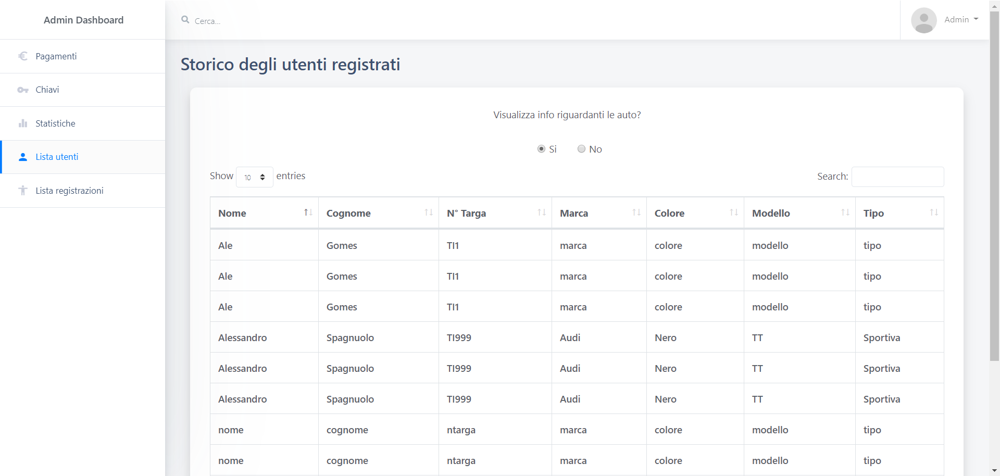 Admin Dashboard
Cerca...
Admin
Pagamenti
Chiavi
Statistiche
Lista utenti
Lista registrazioni
Storico degli utenti registrati
Visualizza info riguardanti le auto?
Si No
Show 10 entries Search:
Nome Cognome N° Targa Marca Colore Modello Tipo
Ale Gomes TI1 marca colore modello tipo
Ale Gomes TI1 marca colore modello tipo
Ale Gomes TI1 marca colore modello tipo
Alessandro Spagnuolo TI999 Audi Nero TT Sportiva
Alessandro Spagnuolo TI999 Audi Nero TT Sportiva
Alessandro Spagnuolo TI999 Audi Nero TT Sportiva
nome cognome ntarga marca colore modello tipo
nome cognome ntarga marca colore modello tipo